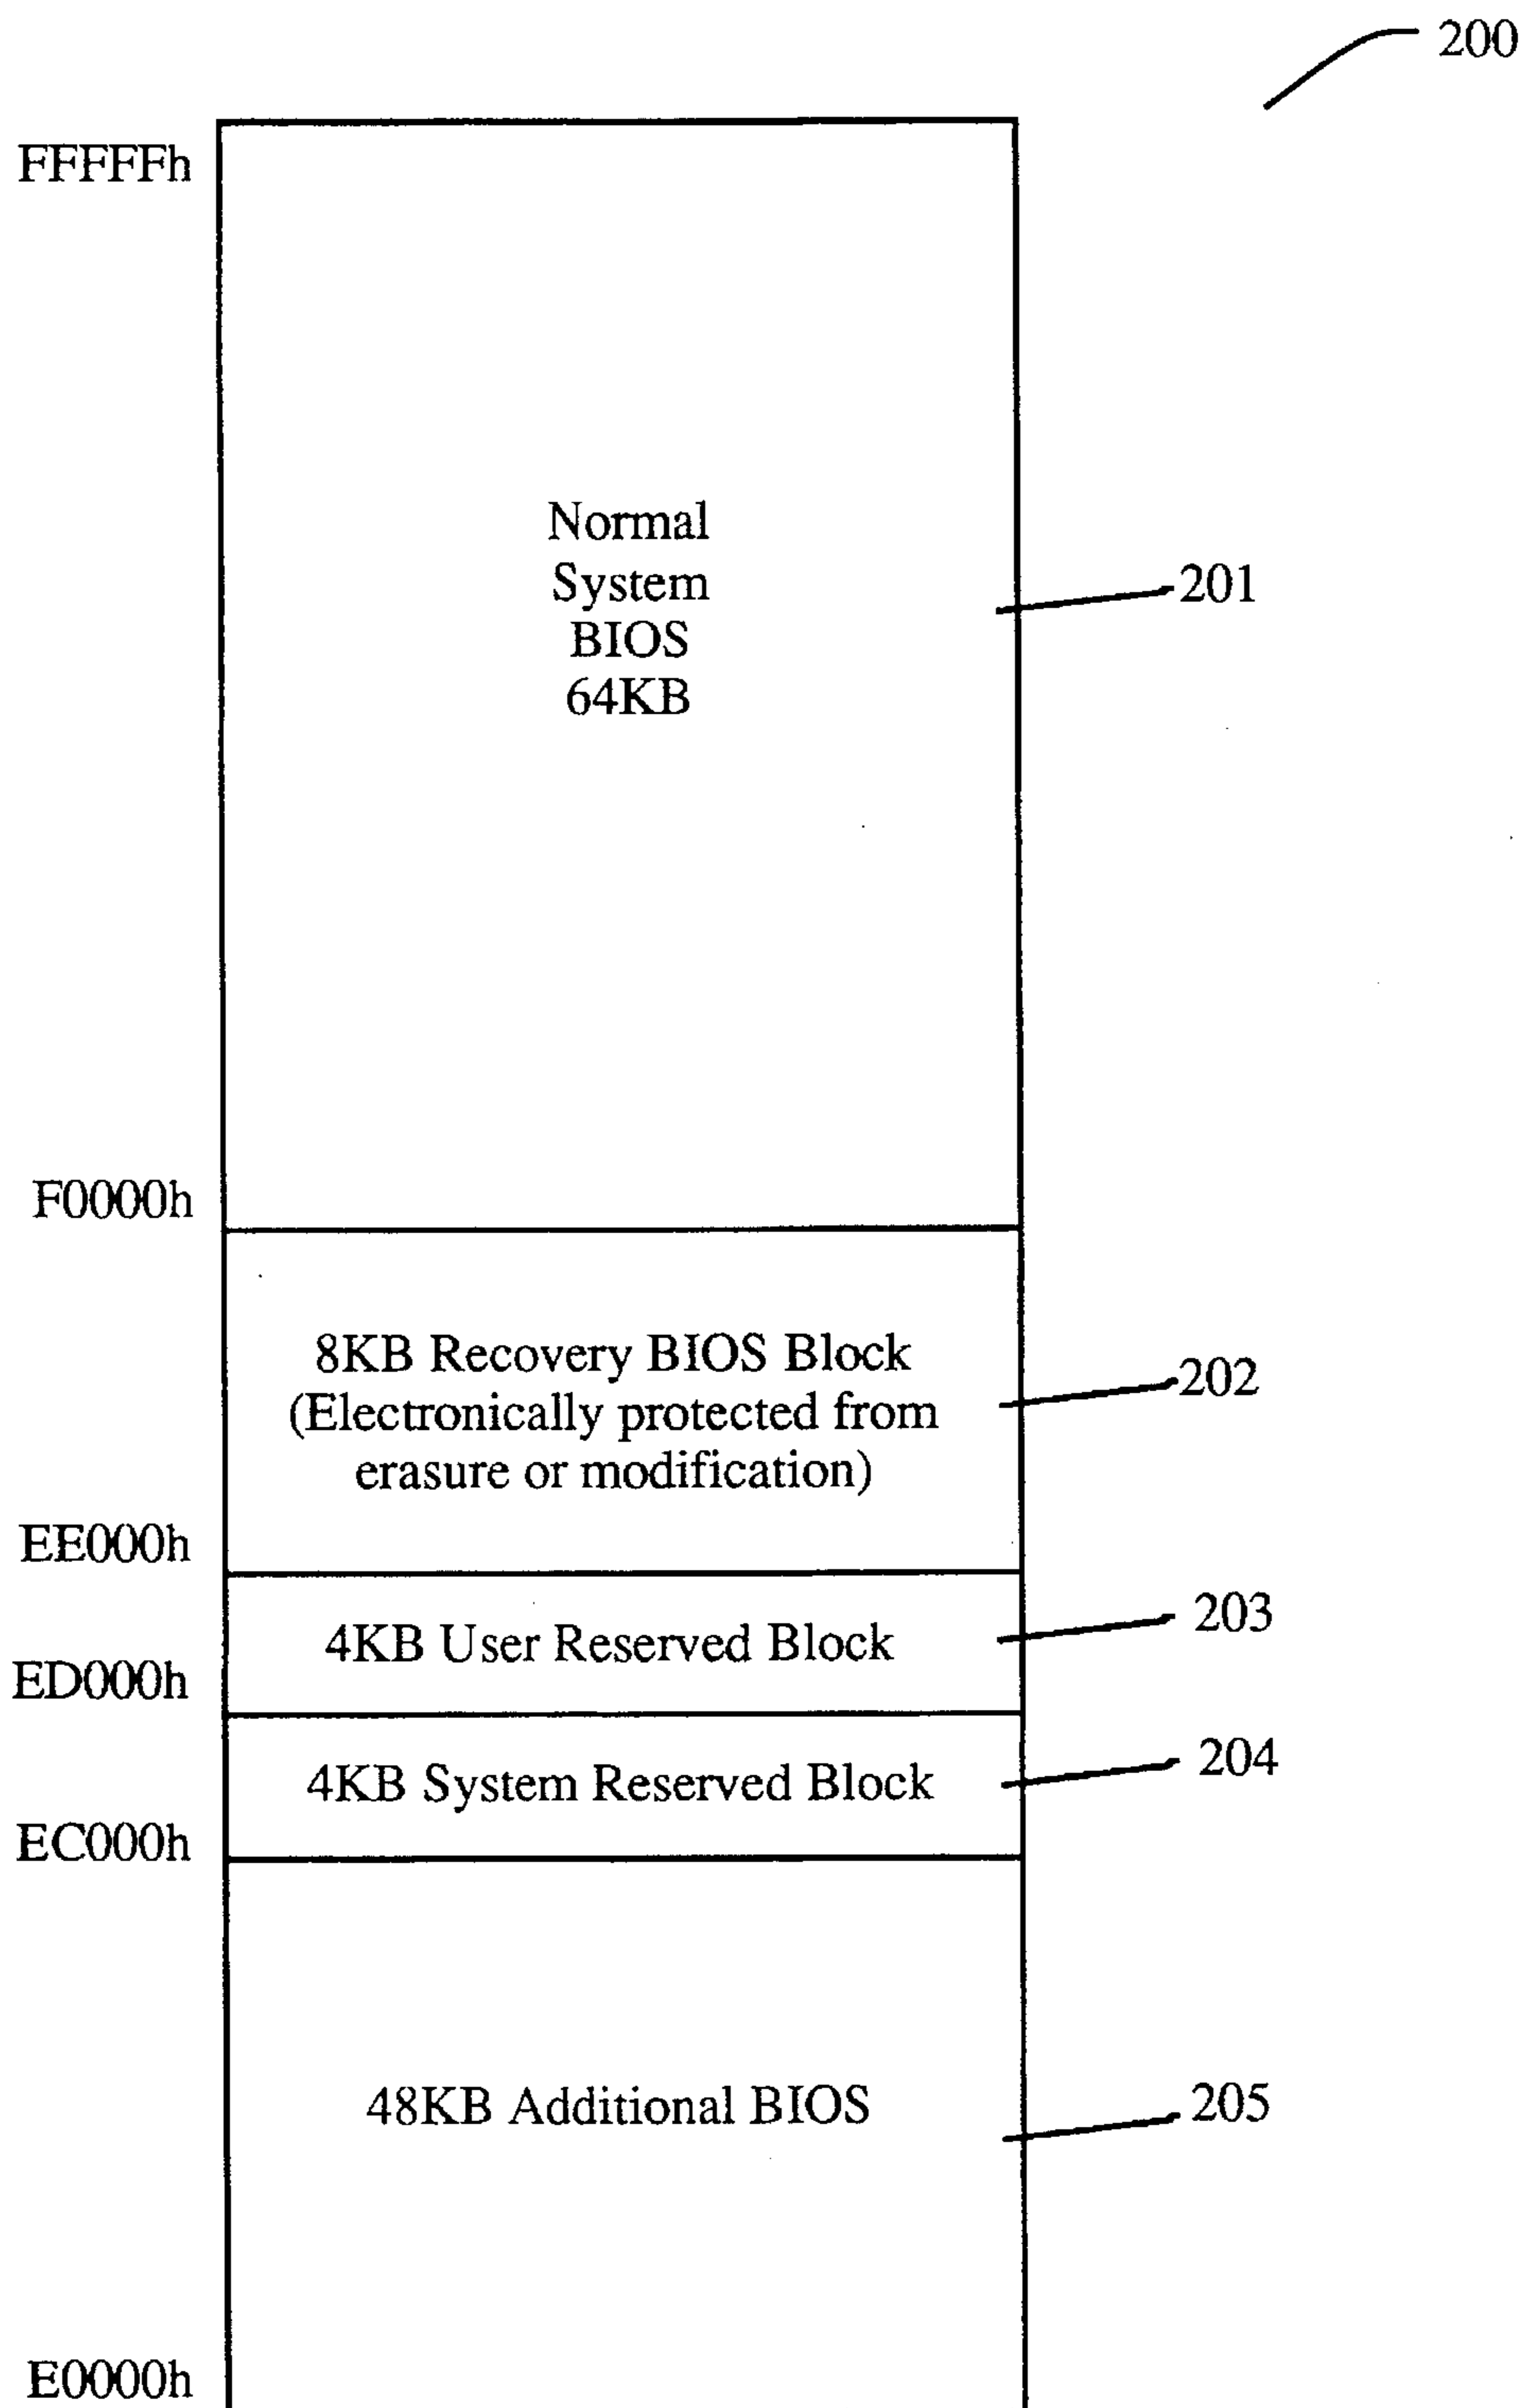 200
FFFFFh
Normal
System
BIOS
64KB
201
F0000h
8KB Recovery BIOS Block
(Electronically protected from
erasure or modification)
202
EE000h
4KB User Reserved Block
203
ED000h
4KB System Reserved Block
204
EC000h
48KB Additional BIOS
205
E0000h